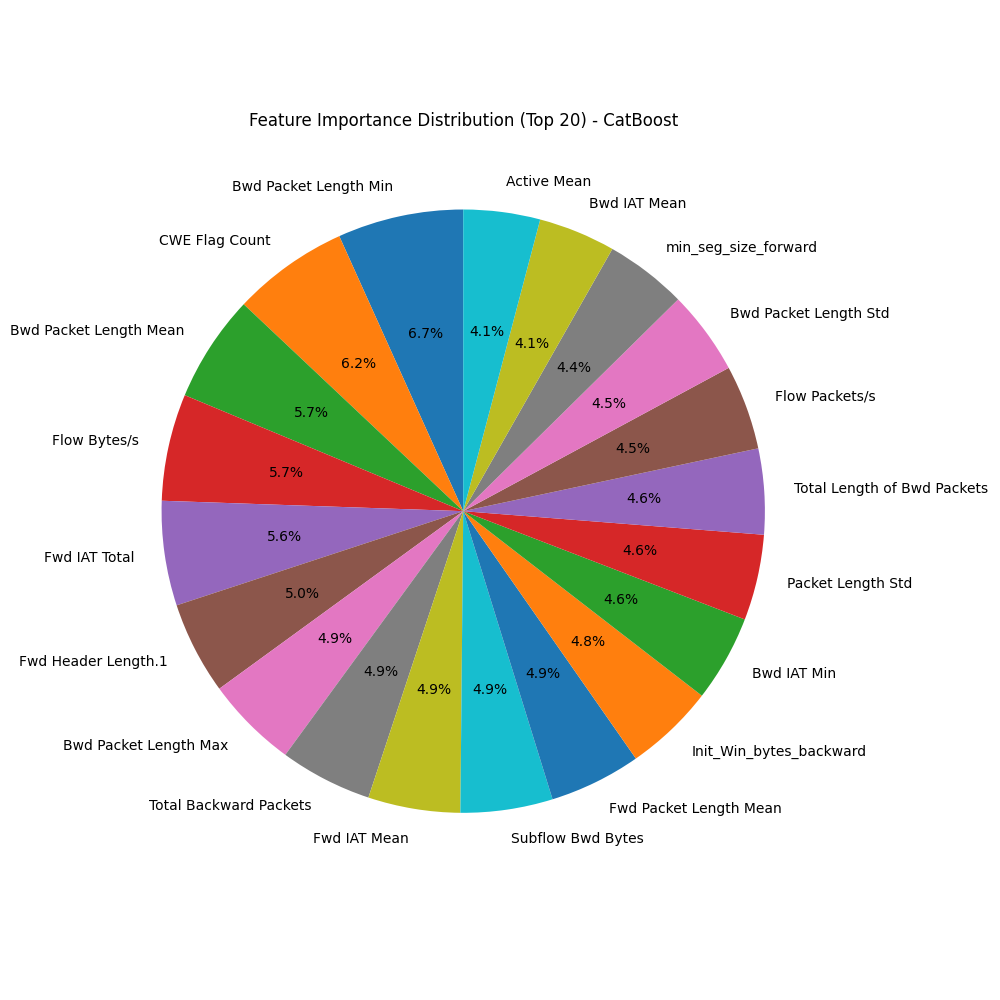 Feature Importance Distribution (Top 20) - CatBoost
Bwd Packet Length Min
6.7%
CWE Flag Count
6.2%
Bwd Packet Length Mean
5.7%
Flow Bytes/s
5.7%
Fwd IAT Total
5.6%
Fwd Header Length.1
5.0%
Bwd Packet Length Max
4.9%
Total Backward Packets
4.9%
Fwd IAT Mean
4.9%
Subflow Bwd Bytes
4.9%
Fwd Packet Length Mean
4.9%
Init_Win_bytes_backward
4.8%
Bwd IAT Min
4.6%
Packet Length Std
4.6%
Total Length of Bwd Packets
4.6%
Flow Packets/s
4.5%
Bwd Packet Length Std
4.5%
min_seg_size_forward
4.4%
Bwd IAT Mean
4.1%
Active Mean
4.1%